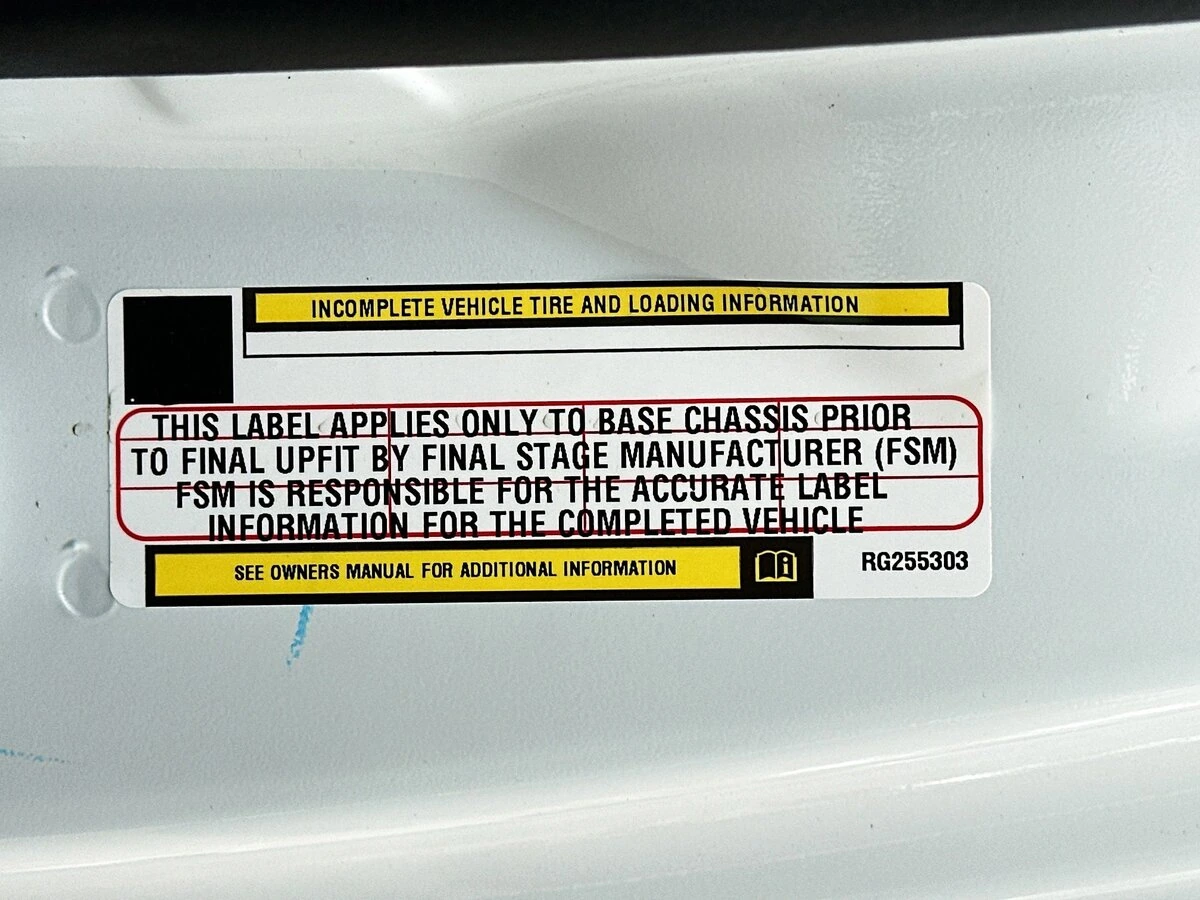 INCOMPLETE VEHICLE TIRE AND LOADING INFORMATION
THIS LABEL APPLIES ONLY TO BASE CHASSIS PRIOR
TO FINAL UPFIT BY FINAL STAGE MANUFACTURER (FSM)
FSM IS RESPONSIBLE FOR THE ACCURATE LABEL
INFORMATION FOR THE COMPLETED VEHICLE
SEE OWNERS MANUAL FOR ADDITIONAL INFORMATION
RG255303